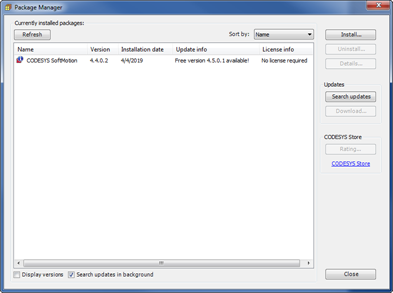 Package Manager
Currently installed packages:
Refresh
Sort by:
Name
Install...
Name Version Installation date Update info License info
Uninstall...
CODESYS SoftMotion 4.4.0.2 4/4/2019 Free version 4.5.0.1 available! No license required
Details...
Updates
Search updates
Download...
CODESYS Store
Rating...
CODESYS Store
Display versions
Search updates in background
Close